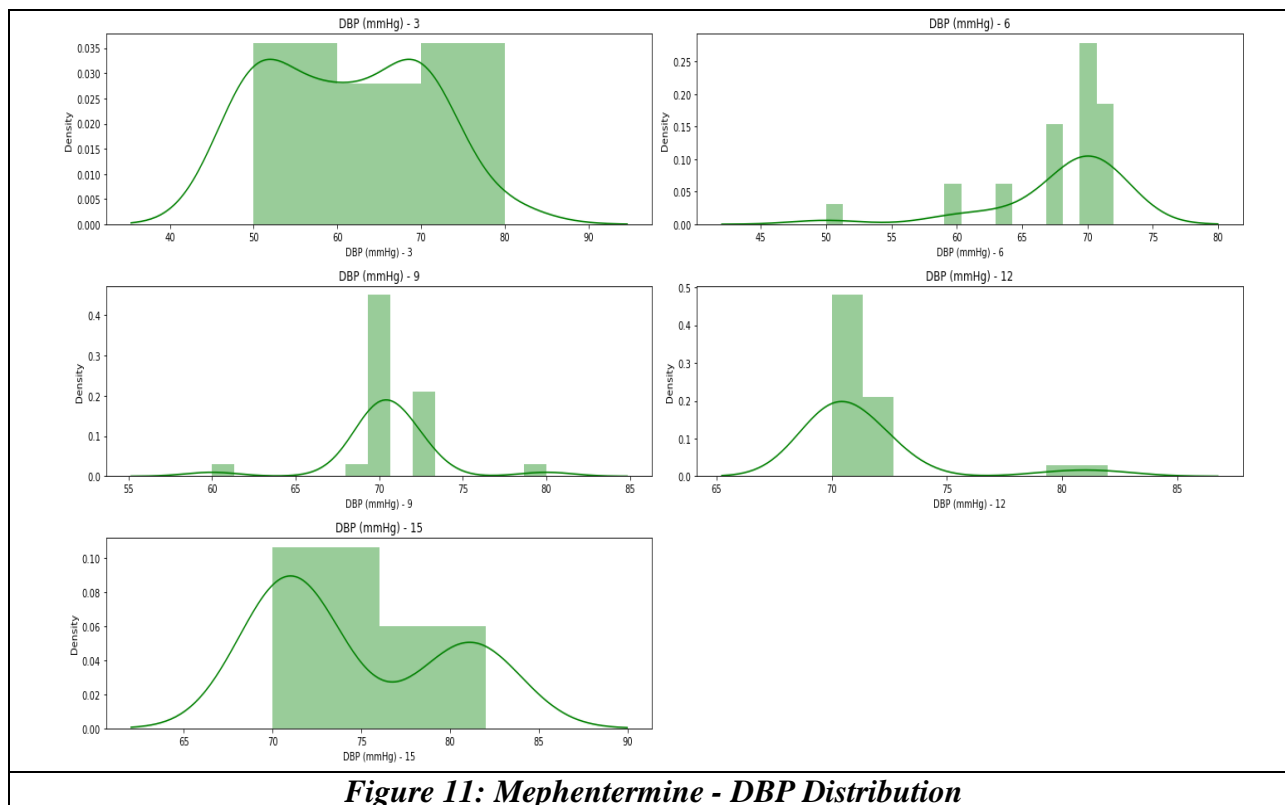 DBP (mmHg) - 3
Density
0.035
0.030
0.025
0.020
0.015
0.010
0.005
0.000
40 50 60 70 80 90
DBP (mmHg) - 3
DBP (mmHg) - 6
Density
0.25
0.20
0.15
0.10
0.05
0.00
45 50 55 60 65 70 75 80
DBP (mmHg) - 6
DBP (mmHg) - 9
Density
0.4
0.3
0.2
0.1
0.0
55 60 65 70 75 80 85
DBP (mmHg) - 9
DBP (mmHg) - 12
Density
0.5
0.4
0.3
0.2
0.1
0.0
65 70 75 80 85
DBP (mmHg) - 12
DBP (mmHg) - 15
Density
0.10
0.08
0.06
0.04
0.02
0.00
65 70 75 80 85 90
DBP (mmHg) - 15
Figure 11: Mephentermine - DBP Distribution